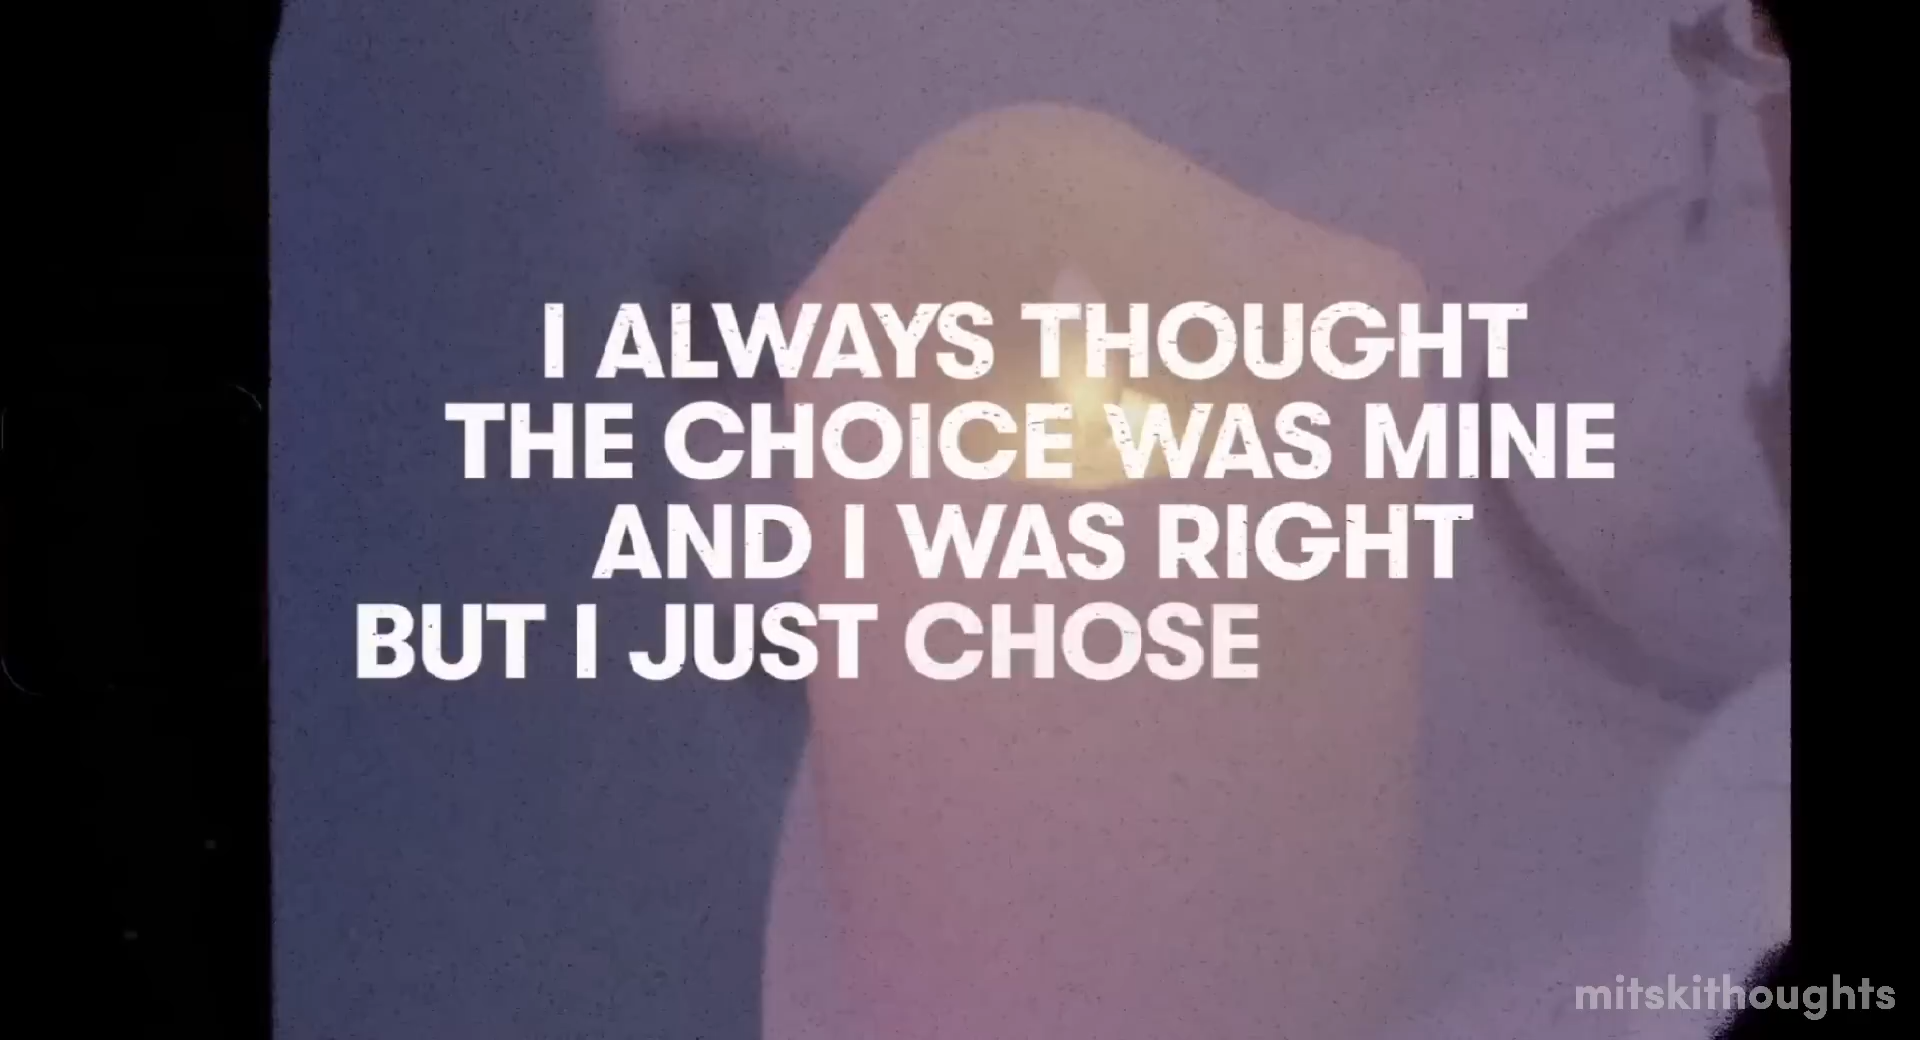 I ALWAYS THOUGHT
THE CHOICE WAS MINE
AND I WAS RIGHT
BUT I JUST CHOSE
mitskithoughts